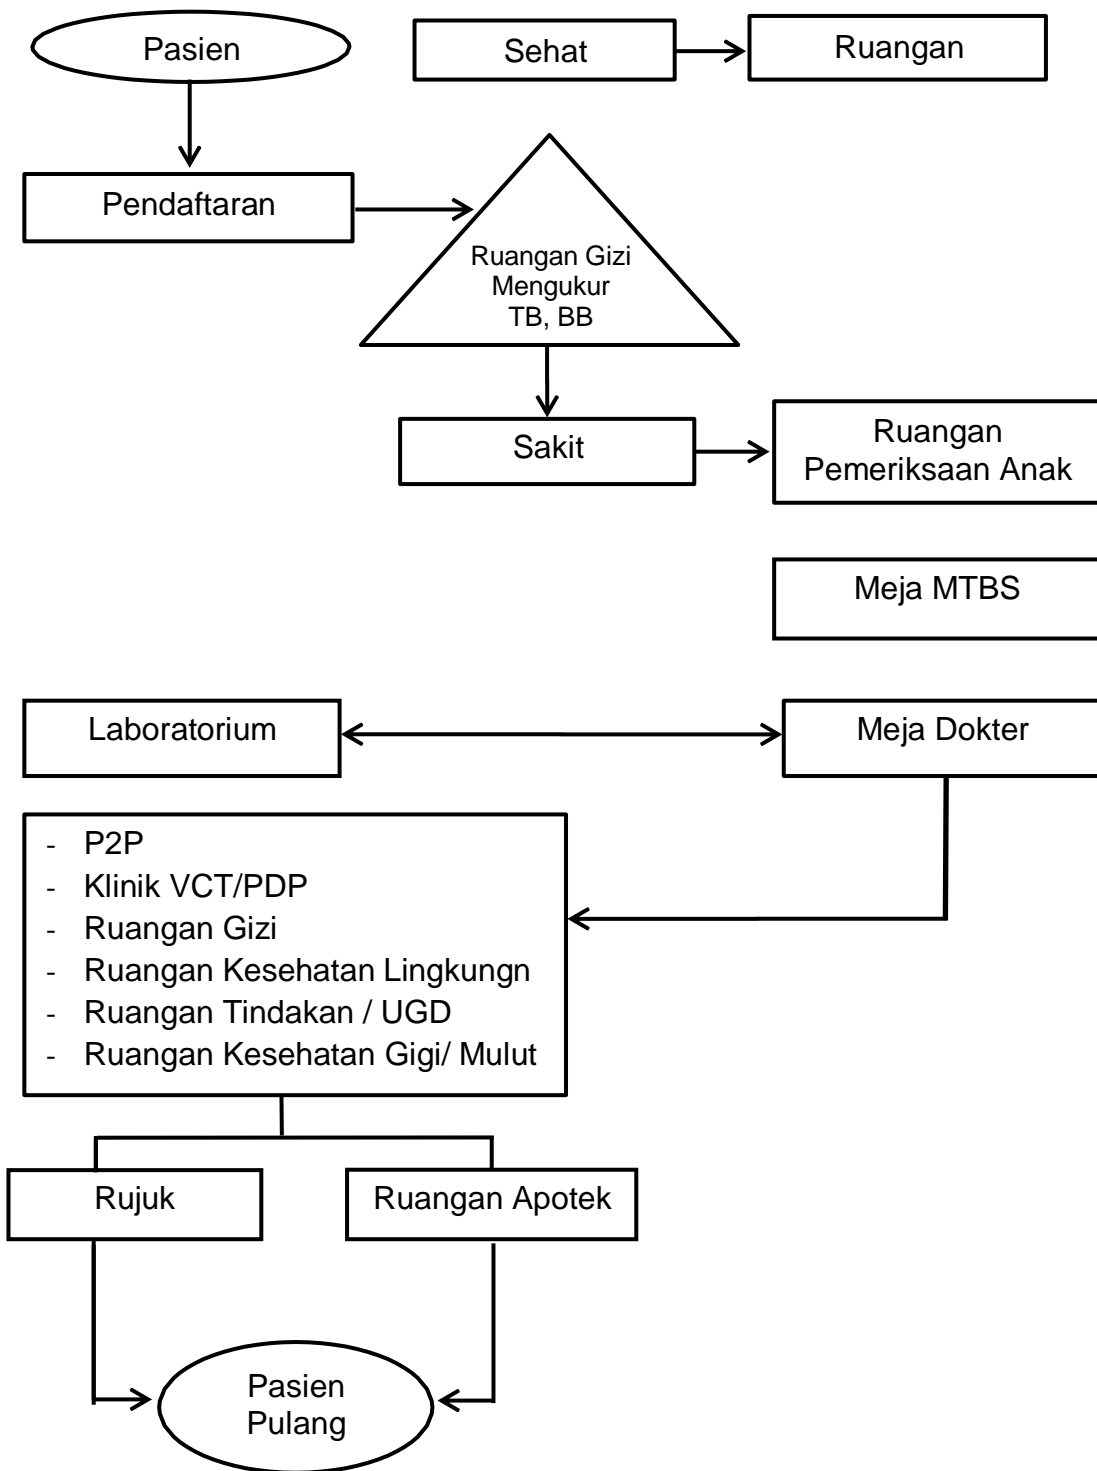 Pasien
Sehat
Ruangan
Pendaftaran
Ruangan Gizi
Mengukur
TB, BB
Sakit
Ruangan
Pemeriksaan Anak
Meja MTBS
Laboratorium
Meja Dokter
- P2P
- Klinik VCT/PDP
- Ruangan Gizi
- Ruangan Kesehatan Lingkungn
- Ruangan Tindakan / UGD
- Ruangan Kesehatan Gigi/ Mulut
Rujuk
Ruangan Apotek
Pasien
Pulang